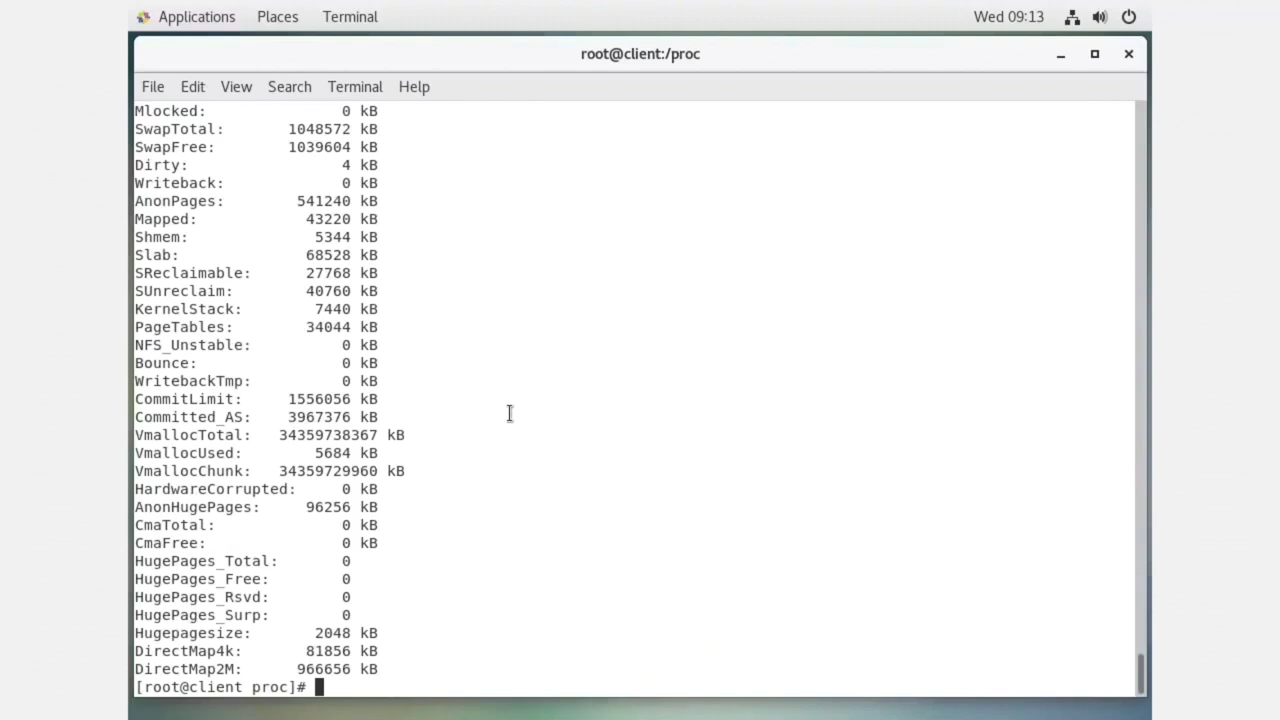 Applications Places Terminal Wed 09:13
root@client:/proc
File Edit View Search Terminal Help
Mlocked: 0 kB
SwapTotal: 1048572 kB
SwapFree: 1039604 kB
Dirty: 4 kB
Writeback: 0 kB
AnonPages: 541240 kB
Mapped: 43220 kB
Shmem: 5344 kB
Slab: 68528 kB
SReclaimable: 27768 kB
SUnreclaim: 40760 kB
KernelStack: 7440 kB
PageTables: 34044 kB
NFS_Unstable: 0 kB
Bounce: 0 kB
WritebackTmp: 0 kB
CommitLimit: 1556056 kB
Committed_AS: 3967376 kB
VmallocTotal: 34359738367 kB
VmallocUsed: 5684 kB
VmallocChunk: 34359729960 kB
HardwareCorrupted: 0 kB
AnonHugePages: 96256 kB
CmaTotal: 0 kB
CmaFree: 0 kB
HugePages_Total: 0
HugePages_Free: 0
HugePages_Rsvd: 0
HugePages_Surp: 0
Hugepagesize: 2048 kB
DirectMap4k: 81856 kB
DirectMap2M: 966656 kB
[root@client proc]#